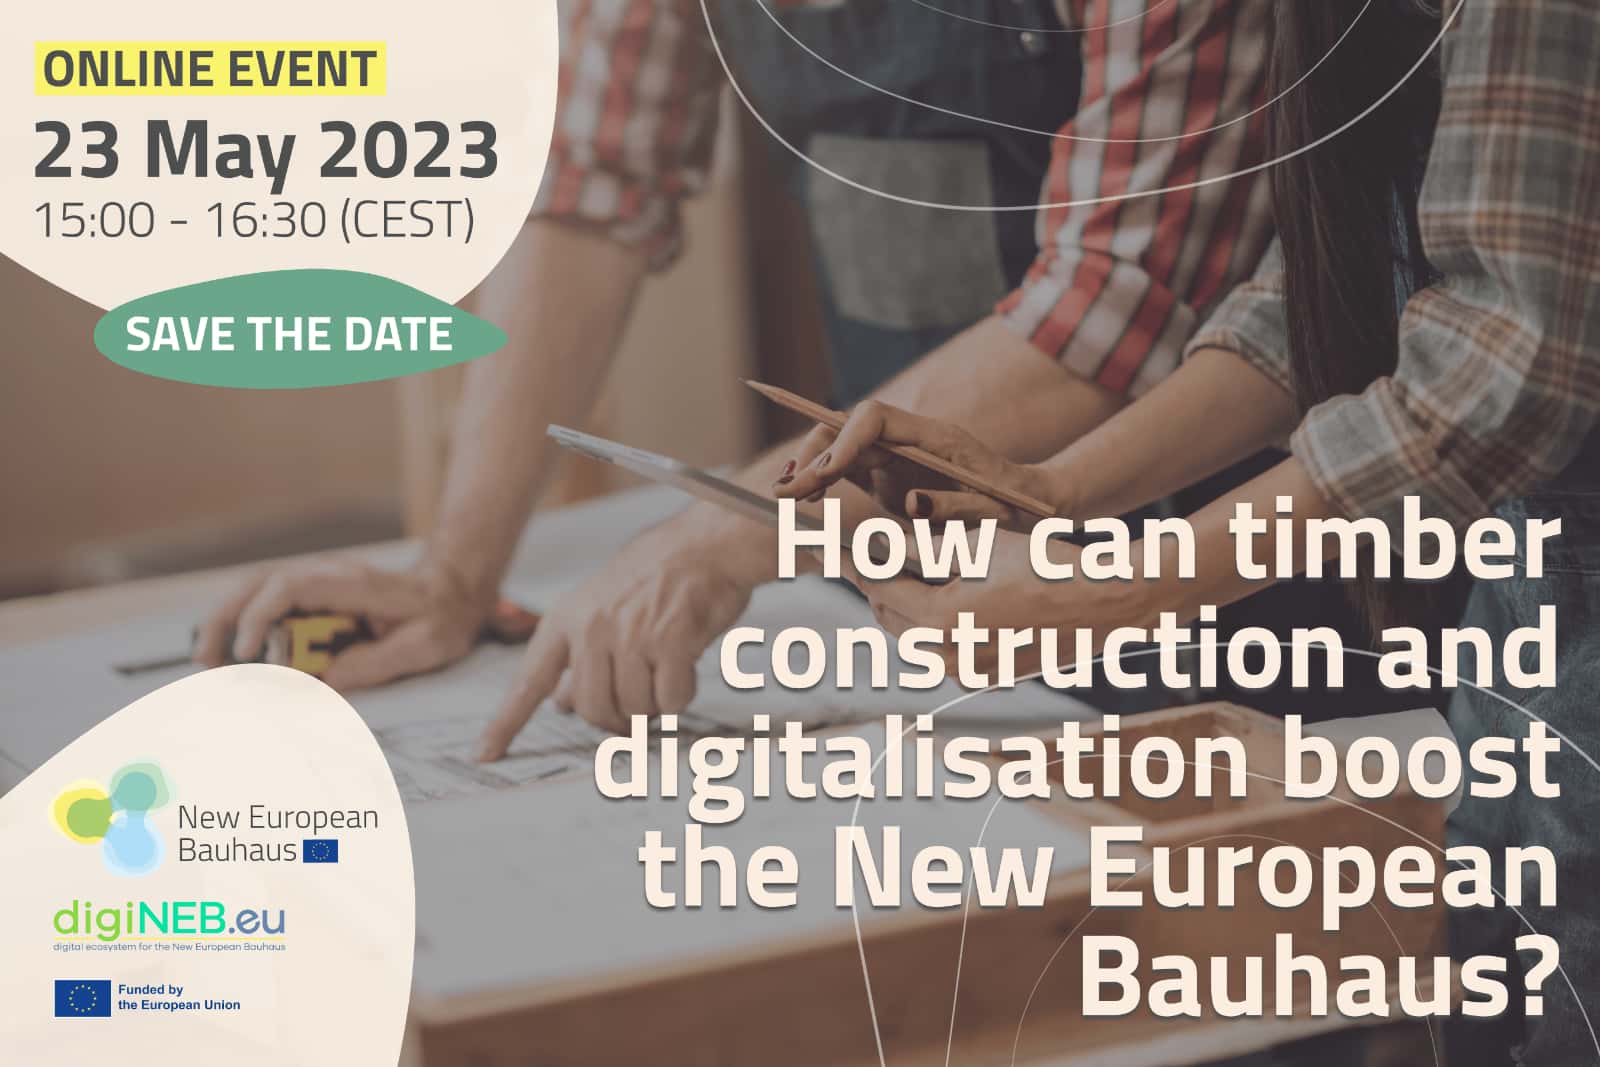 ONLINE EVENT
23 May 2023
15:00 - 16:30 (CEST)
SAVE THE DATE
How can timber
construction and
digitalisation boost
the New European
Bauhaus?
New European
Bauhaus
digiNEB.eu
digital ecosystem for the New European Bauhaus
Funded by
the European Union